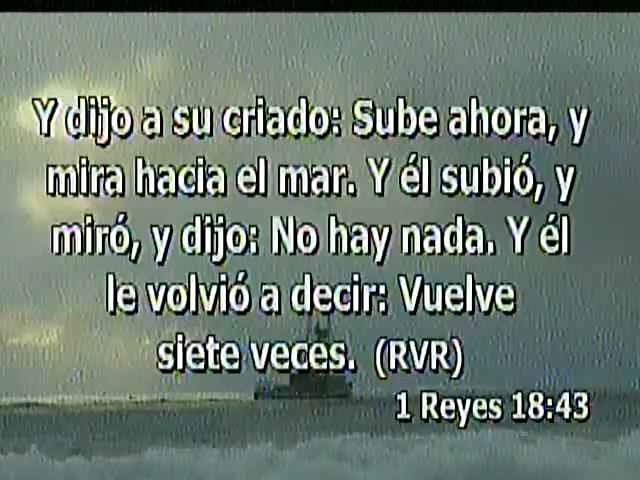 Y dijo a su criado: Sube ahora, y
mira hacia el mar. Y él subió, y
miró, y dijo: No hay nada. Y él
le volvió a decir: Vuelve
siete veces. (RVR)
1 Reyes 18:43